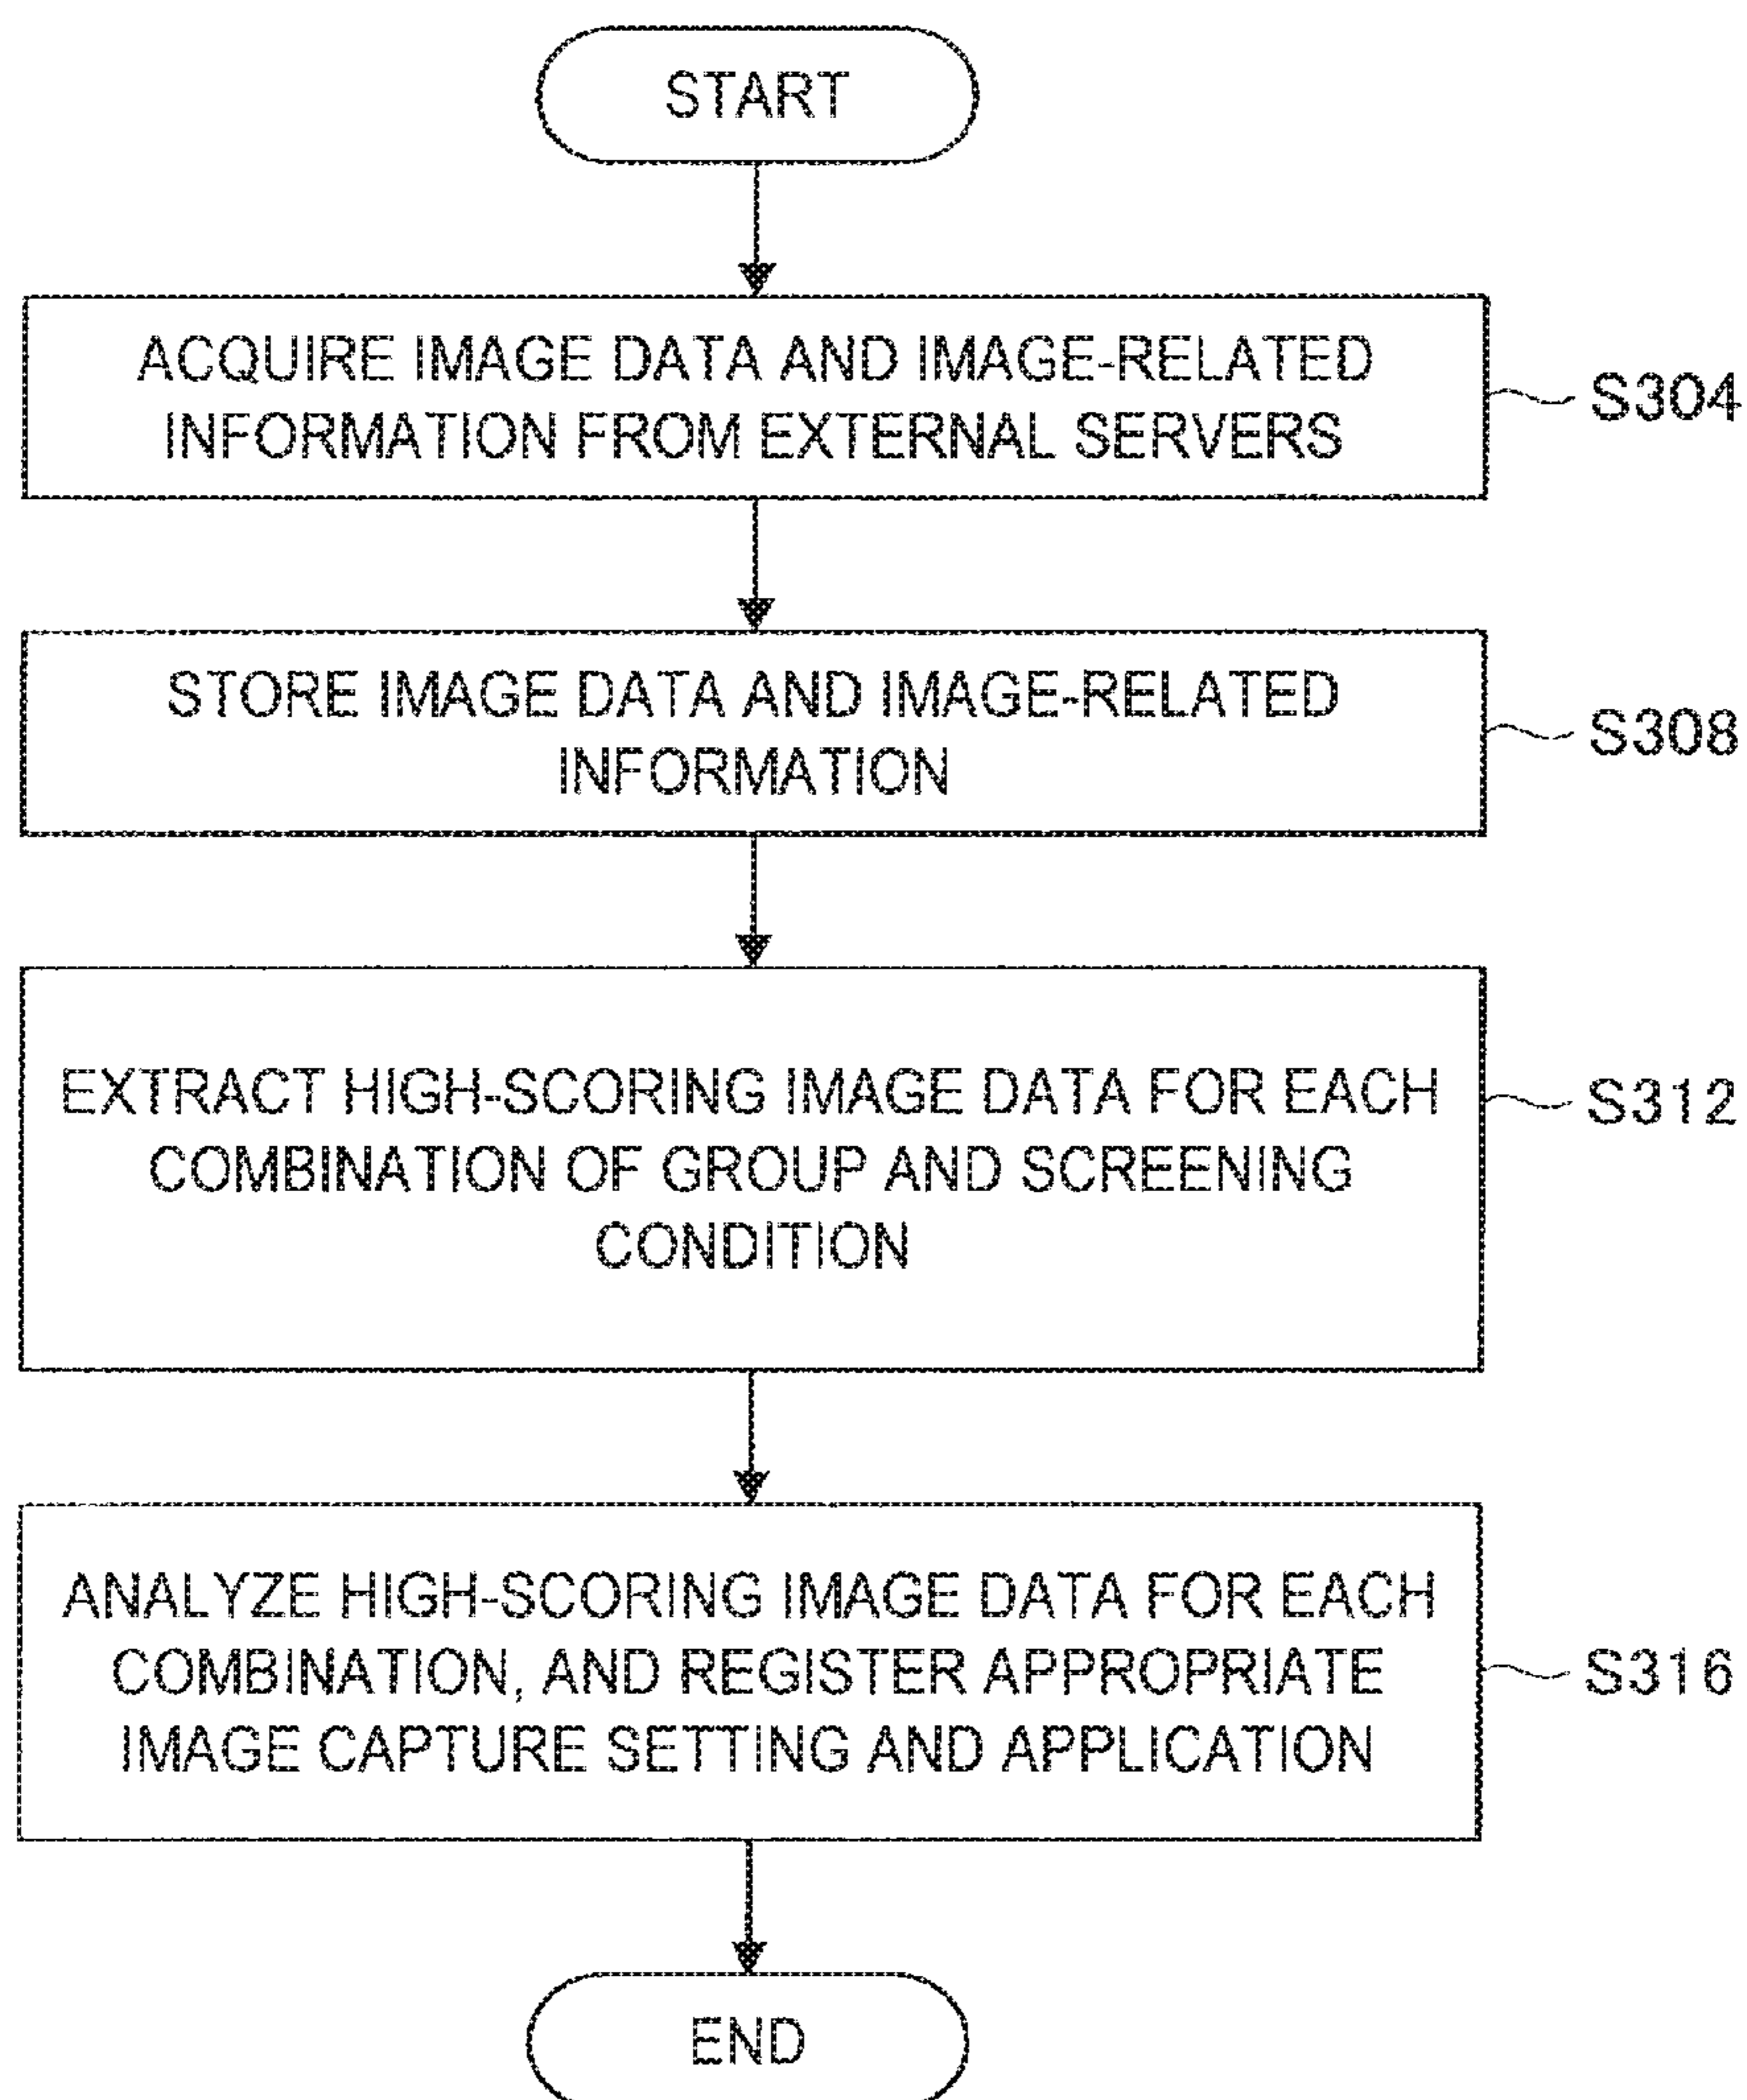 START
ACQUIRE IMAGE DATA AND IMAGE-RELATED
INFORMATION FROM EXTERNAL SERVERS
S304
STORE IMAGE DATA AND IMAGE-RELATED
INFORMATION
S308
EXTRACT HIGH-SCORING IMAGE DATA FOR EACH
COMBINATION OF GROUP AND SCREENING
CONDITION
S312
ANALYZE HIGH-SCORING IMAGE DATA FOR EACH
COMBINATION, AND REGISTER APPROPRIATE
IMAGE CAPTURE SETTING AND APPLICATION
S316
END